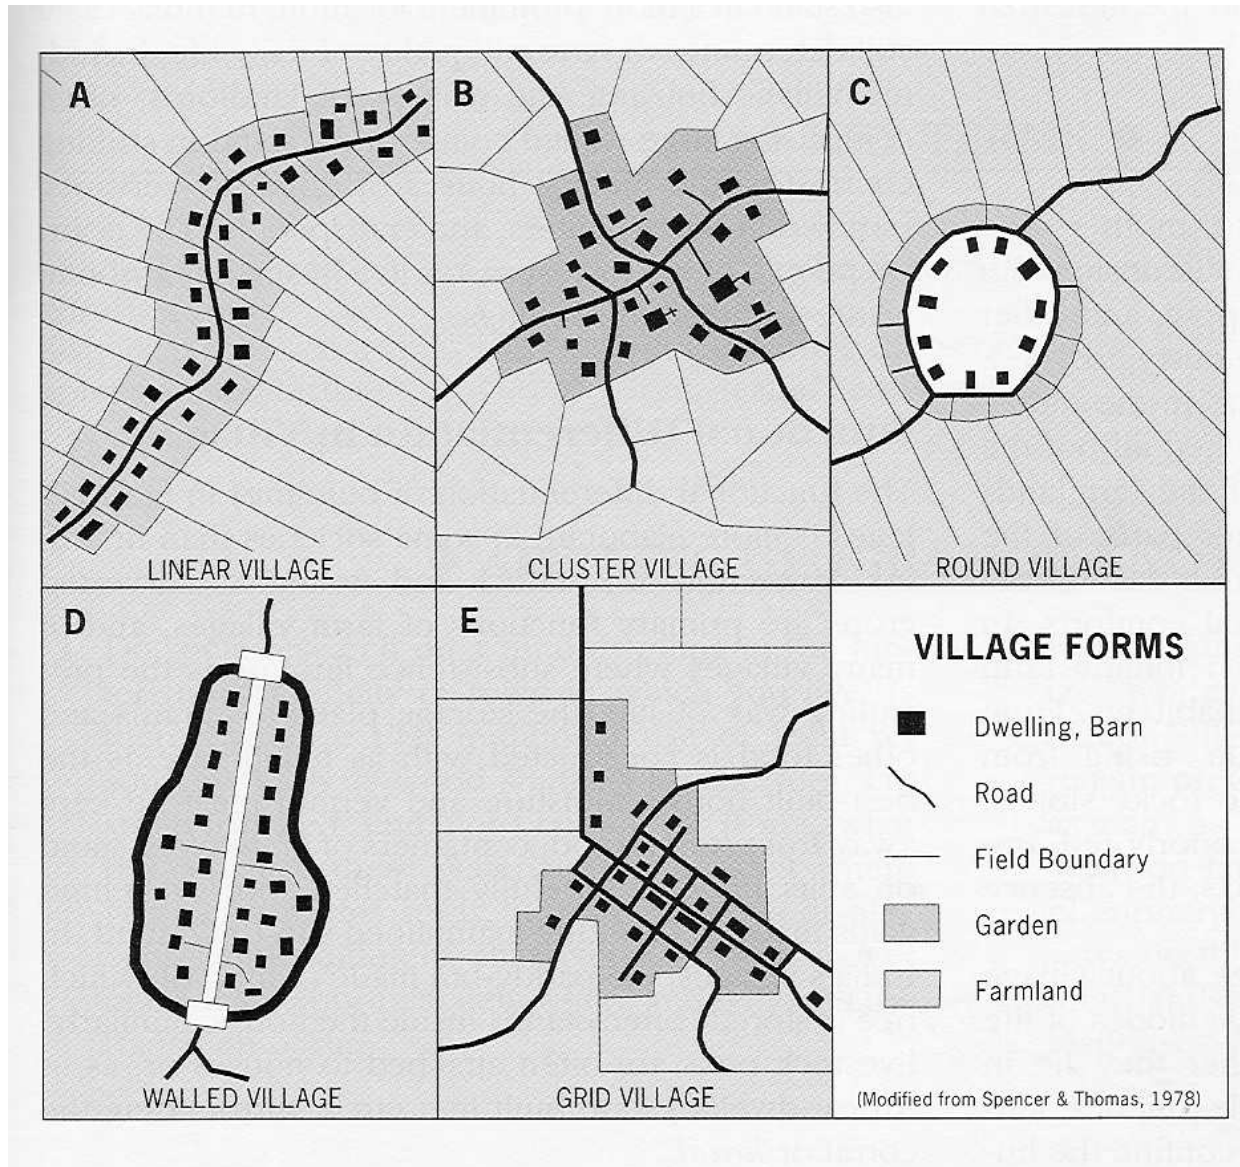 A
B
C
LINEAR VILLAGE
CLUSTER VILLAGE
ROUND VILLAGE
D
E
WALLED VILLAGE
GRID VILLAGE
VILLAGE FORMS
Dwelling, Barn
Road
Field Boundary
Garden
Farmland
(Modified from Spencer & Thomas, 1978)